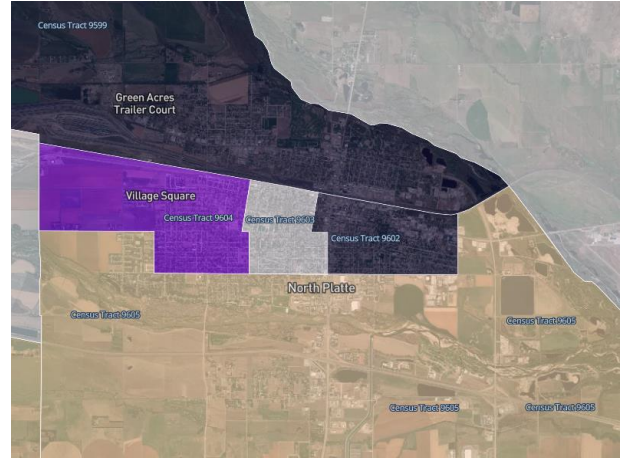 Census Tract 9599
Green Acres
Trailer Court
Village Square
Census Tract 9604
Census Tract 9603
Census Tract 9602
North Platte
Census Tract 9605
Census Tract 9605
Census Tract 9605
Census Tract 9605